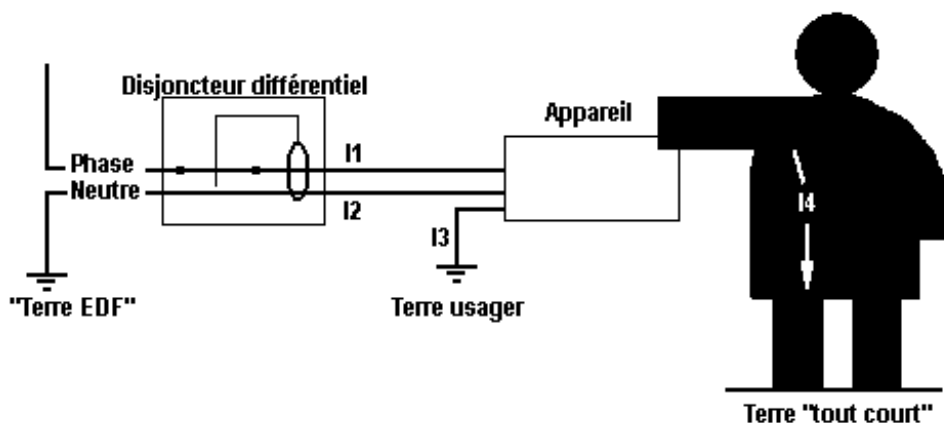 Disjoncteur différentiel
Appareil
Phase
I1
Neutre
I2
I3
I4
"Terre EDF"
Terre usager
Terre "tout court"